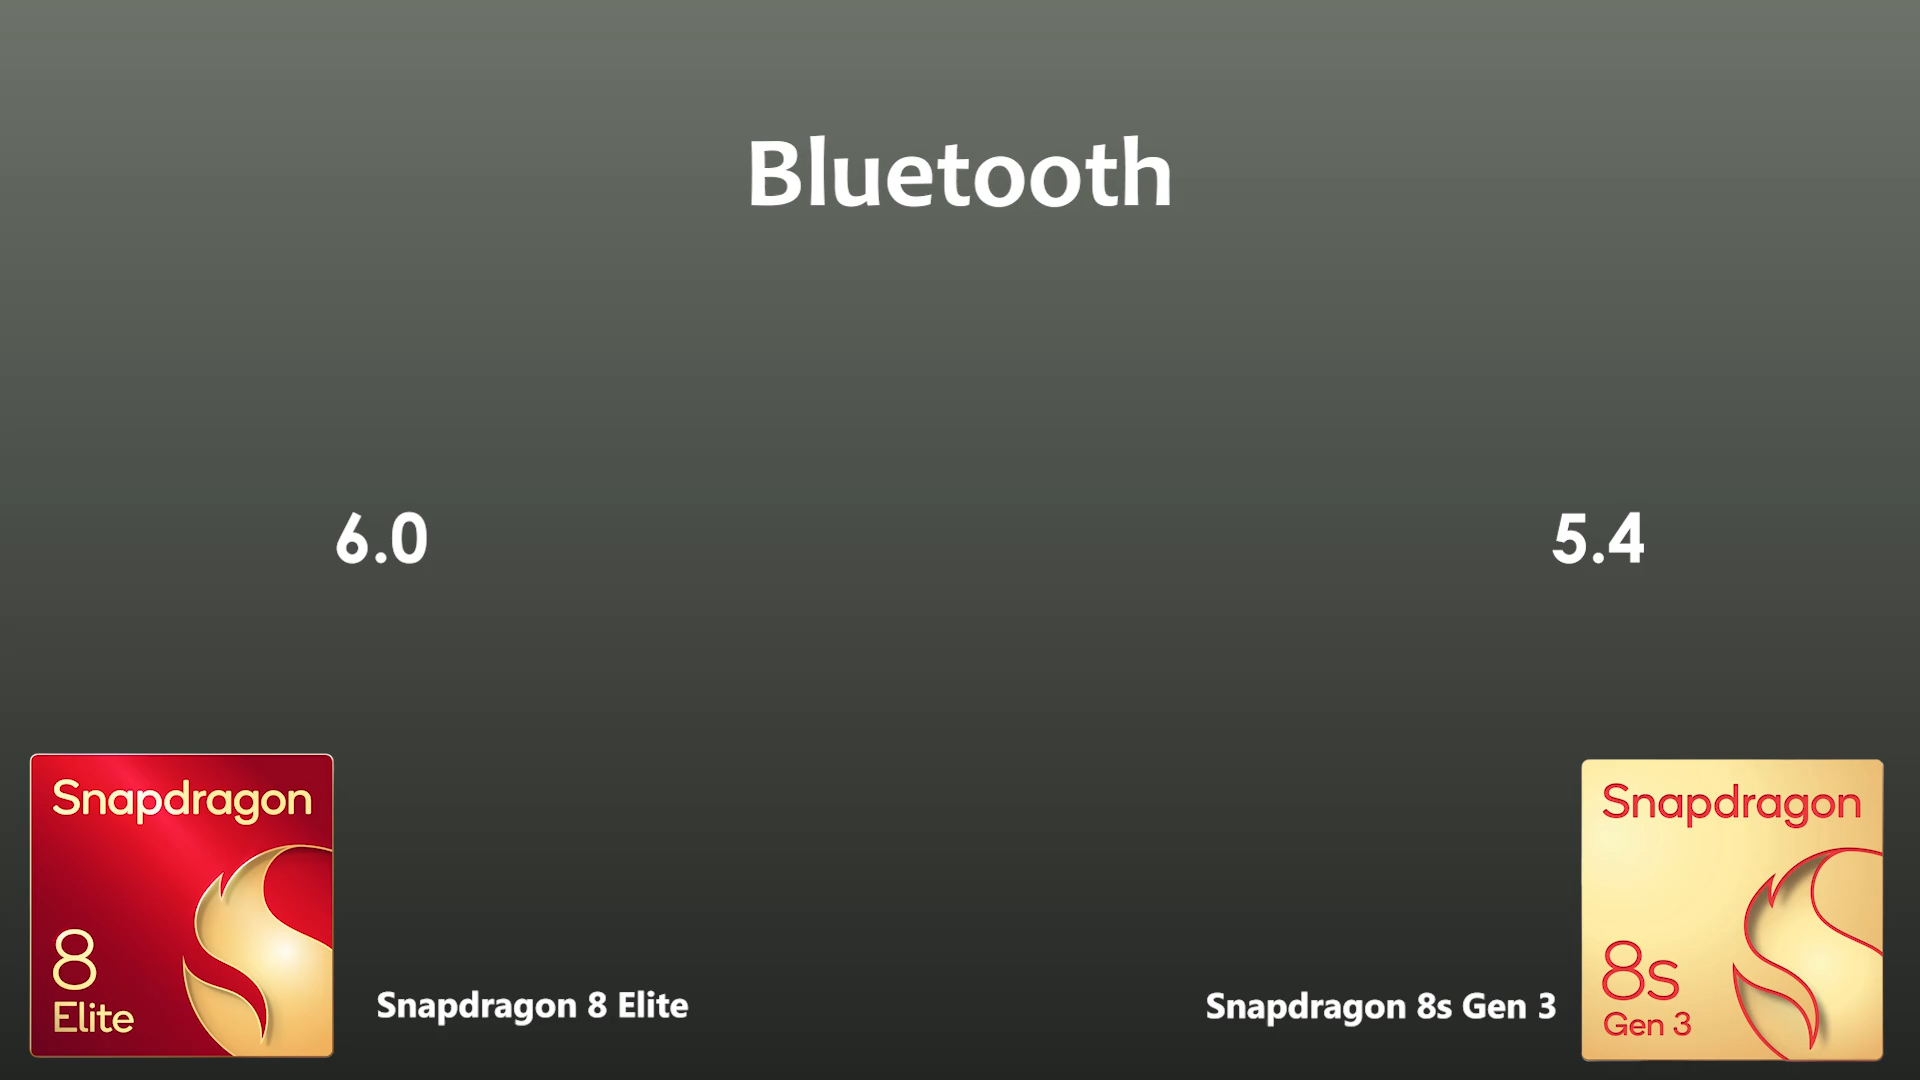 Bluetooth
6.0
5.4
Snapdragon
8
Elite
Snapdragon 8 Elite
Snapdragon 8s Gen 3
Snapdragon
8s
Gen 3